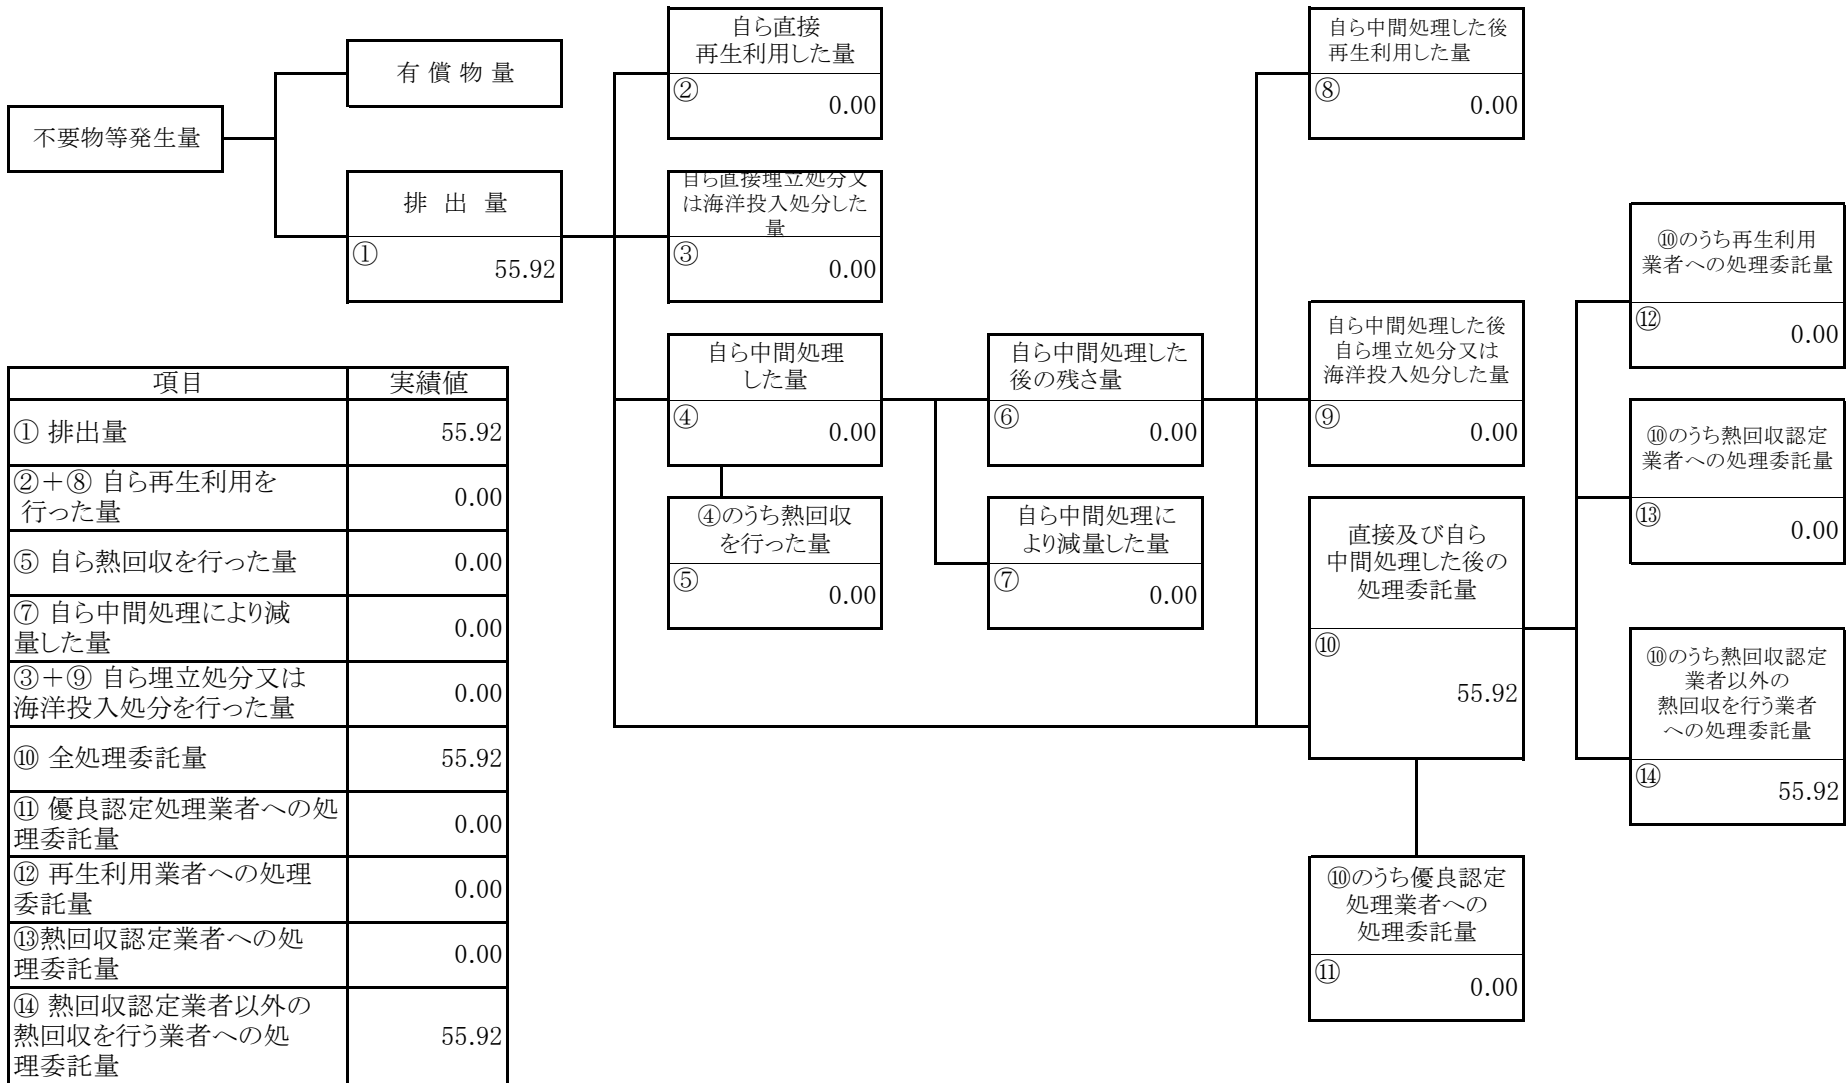 不要物等発生量
有 償 物 量
排 出 量
①
55.92
自ら直接
再生利用した量
②
0.00
自ら直接埋立処分又
は海洋投入処分した
量
③
0.00
自ら中間処理
した量
④
0.00
④のうち熱回収
を行った量
⑤
0.00
自ら中間処理した
後の残さ量
⑥
0.00
自ら中間処理に
より減量した量
⑦
0.00
自ら中間処理した後
再生利用した量
⑧
0.00
自ら中間処理した後
自ら埋立処分又は
海洋投入処分した量
⑨
0.00
直接及び自ら
中間処理した後の
処理委託量
⑩
55.92
⑩のうち優良認定
処理業者への
処理委託量
⑪
0.00
⑩のうち再生利用
業者への処理委託量
⑫
0.00
⑩のうち熱回収認定
業者への処理委託量
⑬
0.00
⑩のうち熱回収認定
業者以外の
熱回収を行う業者
への処理委託量
⑭
55.92
項目 実績値
① 排出量 55.92
②+⑧ 自ら再生利用を
行った量 0.00
⑤ 自ら熱回収を行った量 0.00
⑦ 自ら中間処理により減
量した量 0.00
③+⑨ 自ら埋立処分又は
海洋投入処分を行った量 0.00
⑩ 全処理委託量 55.92
⑪ 優良認定処理業者への処
理委託量 0.00
⑫ 再生利用業者への処理
委託量 0.00
⑬熱回収認定業者への処
理委託量 0.00
⑭ 熱回収認定業者以外の
熱回収を行う業者への処
理委託量 55.92